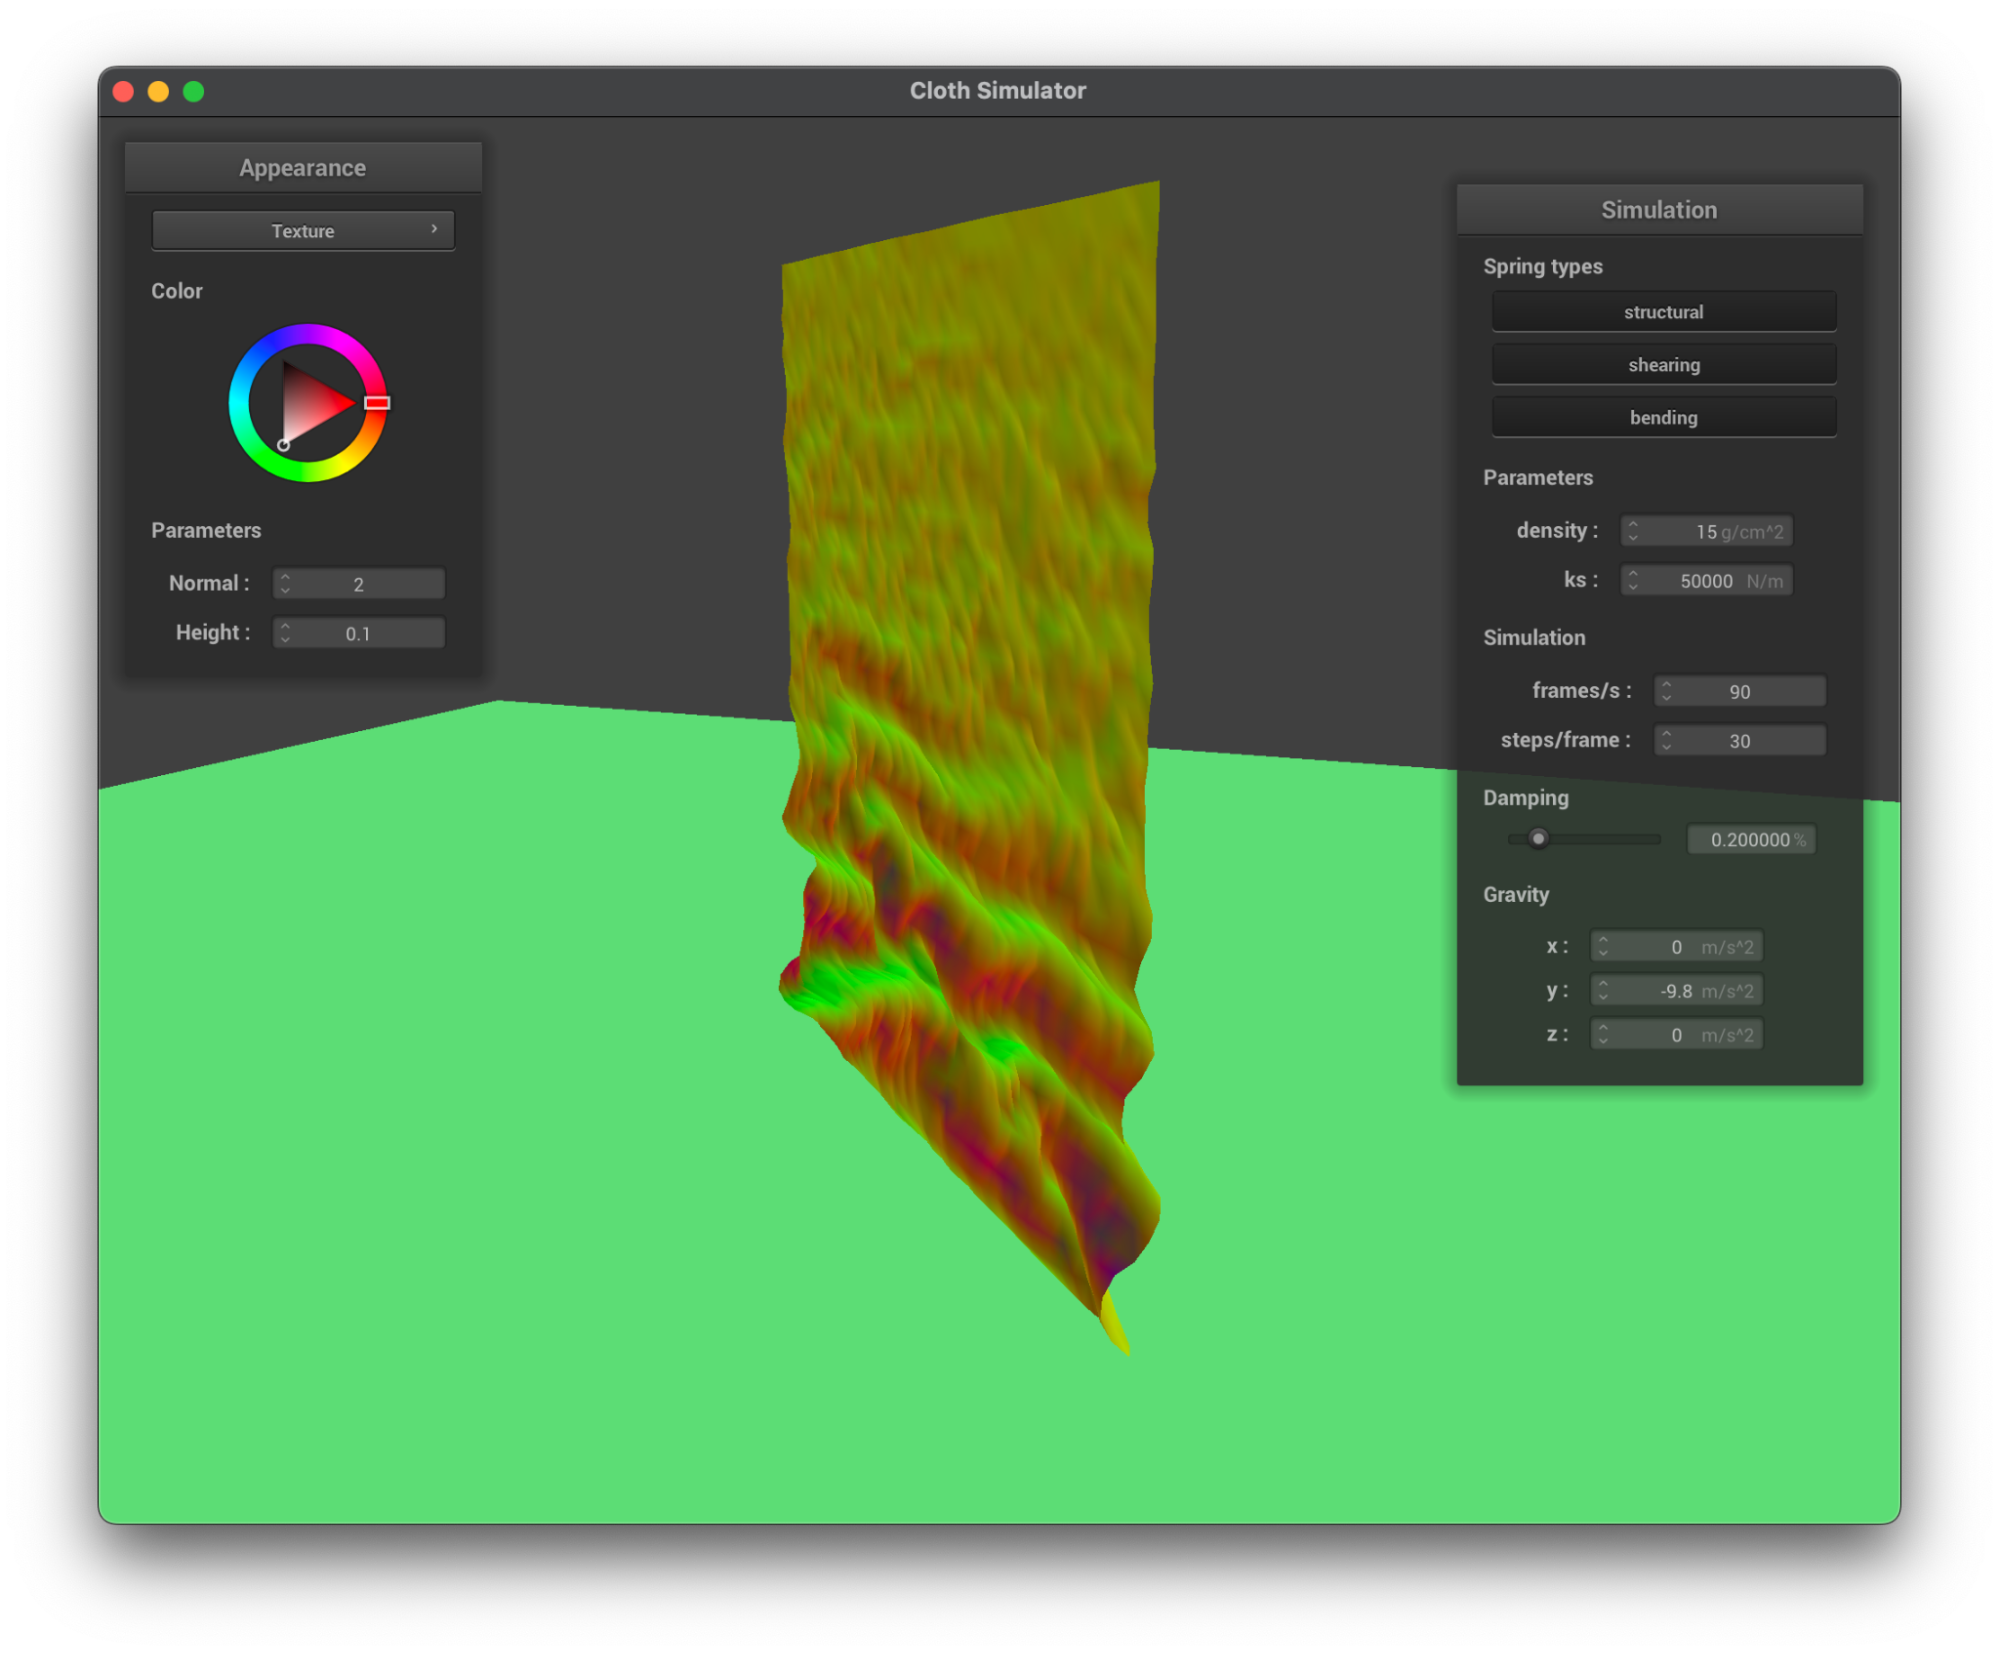 Cloth Simulator
Appearance
Texture
Color
Parameters
Normal : 2
Height : 0.1
Simulation
Spring types
structural
shearing
bending
Parameters
density : 15 g/cm^2
ks : 50000 N/m
Simulation
frames/s : 90
steps/frame : 30
Damping
0.200000 %
Gravity
x : 0 m/s^2
y : -9.8 m/s^2
z : 0 m/s^2